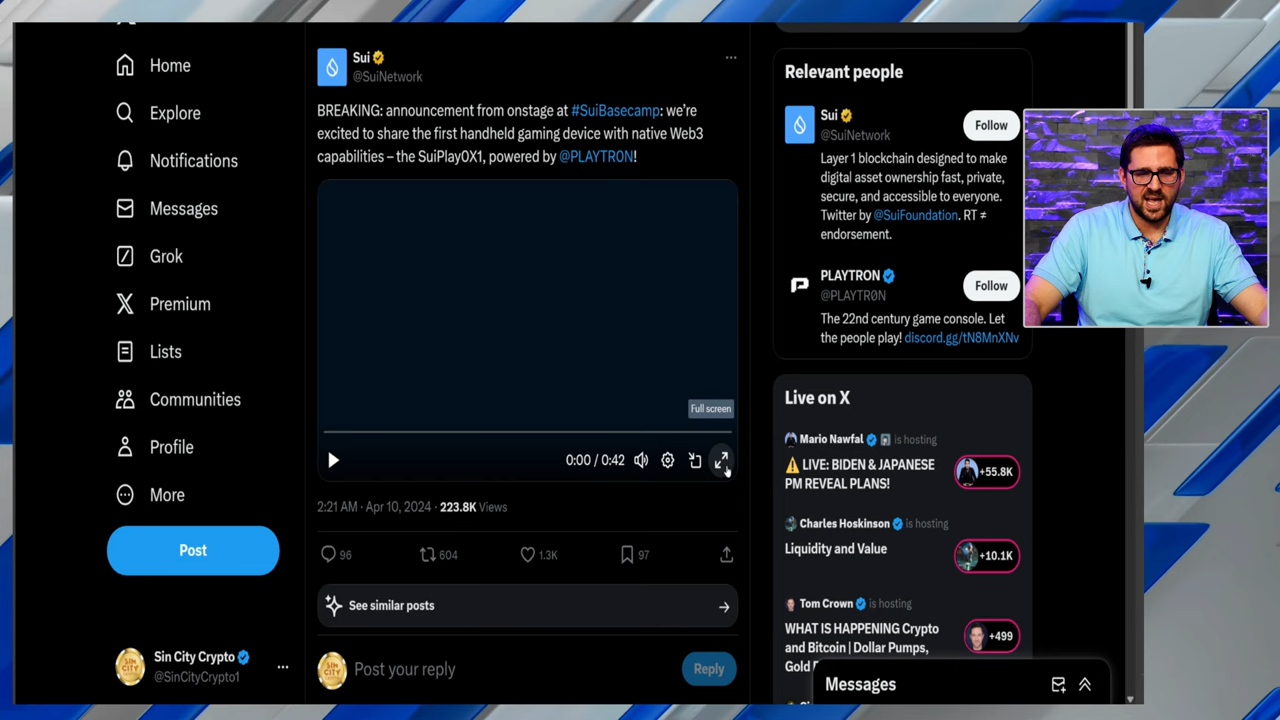 Home
Explore
Notifications
Messages
Grok
Premium
Lists
Communities
Profile
More
Post
Sin City Crypto
@SinCityCrypto1
Sui
@SuiNetwork
BREAKING: announcement from onstage at #SuiBasecamp: we're
excited to share the first handheld gaming device with native Web3
capabilities – the SuiPlay0X1, powered by @PLAYTR0N!
Full screen
0:00 / 0:42
2:21 AM · Apr 10, 2024 · 223.8K Views
96
604
1.3K
97
See similar posts
Post your reply
Reply
Relevant people
Sui
@SuiNetwork
Follow
Layer 1 blockchain designed to make
digital asset ownership fast, private,
secure, and accessible to everyone.
Twitter by @SuiFoundation. RT ≠
endorsement.
PLAYTRON
@PLAYTR0N
Follow
The 22nd century game console. Let
the people play! discord.gg/tN8MnXNv
Live on X
Mario Nawfal is hosting
⚠️ LIVE: BIDEN & JAPANESE
PM REVEAL PLANS!
+55.8K
Charles Hoskinson is hosting
Liquidity and Value
+10.1K
Tom Crown is hosting
WHAT IS HAPPENING Crypto
and Bitcoin | Dollar Pumps,
Gold
+499
Messages